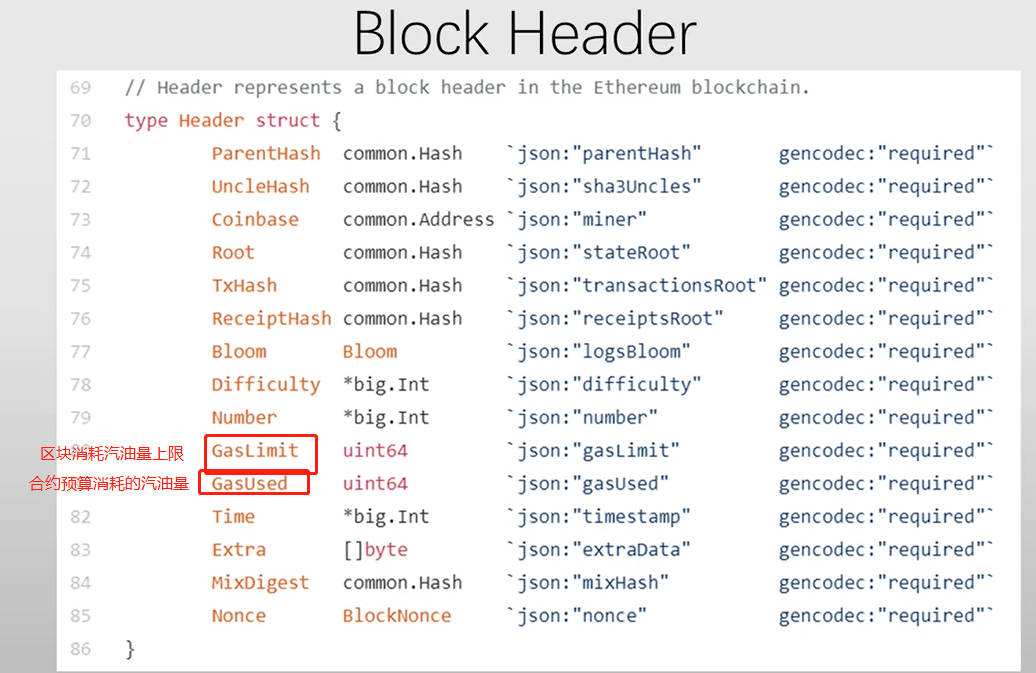 Block Header
69 // Header represents a block header in the Ethereum blockchain.
70 type Header struct {
71 ParentHash common.Hash `json:"parentHash" gencodec:"required"`
72 UncleHash common.Hash `json:"sha3Uncles" gencodec:"required"`
73 Coinbase common.Address `json:"miner" gencodec:"required"`
74 Root common.Hash `json:"stateRoot" gencodec:"required"`
75 TxHash common.Hash `json:"transactionsRoot" gencodec:"required"`
76 ReceiptHash common.Hash `json:"receiptsRoot" gencodec:"required"`
77 Bloom Bloom `json:"logsBloom" gencodec:"required"`
78 Difficulty *big.Int `json:"difficulty" gencodec:"required"`
79 Number *big.Int `json:"number" gencodec:"required"`
区块消耗汽油量上限 GasLimit uint64 `json:"gasLimit" gencodec:"required"`
合约预算消耗的汽油量 GasUsed uint64 `json:"gasUsed" gencodec:"required"`
82 Time *big.Int `json:"timestamp" gencodec:"required"`
83 Extra []byte `json:"extraData" gencodec:"required"`
84 MixDigest common.Hash `json:"mixHash" gencodec:"required"`
85 Nonce BlockNonce `json:"nonce" gencodec:"required"`
86 }